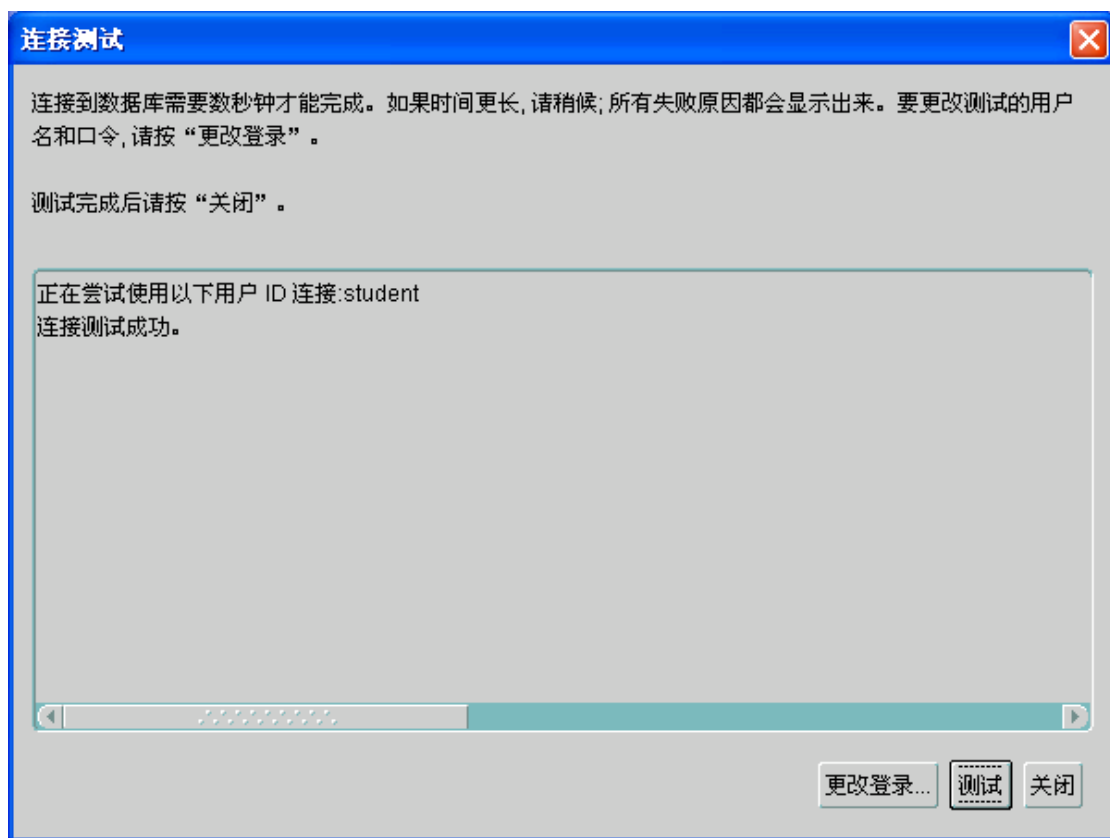 连接测试
连接到数据库需要数秒钟才能完成。如果时间更长,请稍候;所有失败原因都会显示出来。要更改测试的用户
名和口令,请按“更改登录”。
测试完成后请按“关闭”。
正在尝试使用以下用户 ID 连接:student
连接测试成功。
更改登录... 测试 关闭